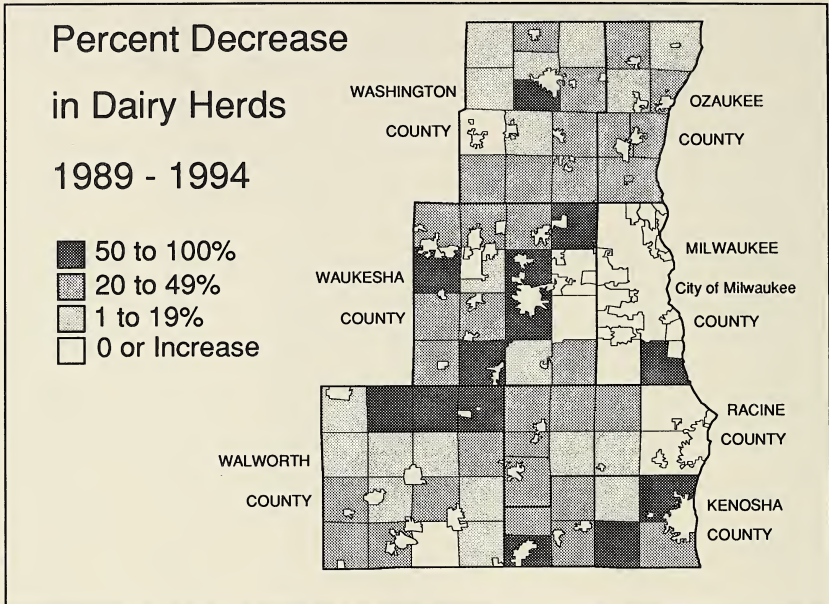 Percent Decrease
in Dairy Herds
1989 - 1994
50 to 100%
20 to 49%
1 to 19%
0 or Increase
WASHINGTON
COUNTY
OZAUKEE
COUNTY
WAUKESHA
COUNTY
MILWAUKEE
City of Milwaukee
COUNTY
RACINE
COUNTY
WALWORTH
COUNTY
KENOSHA
COUNTY